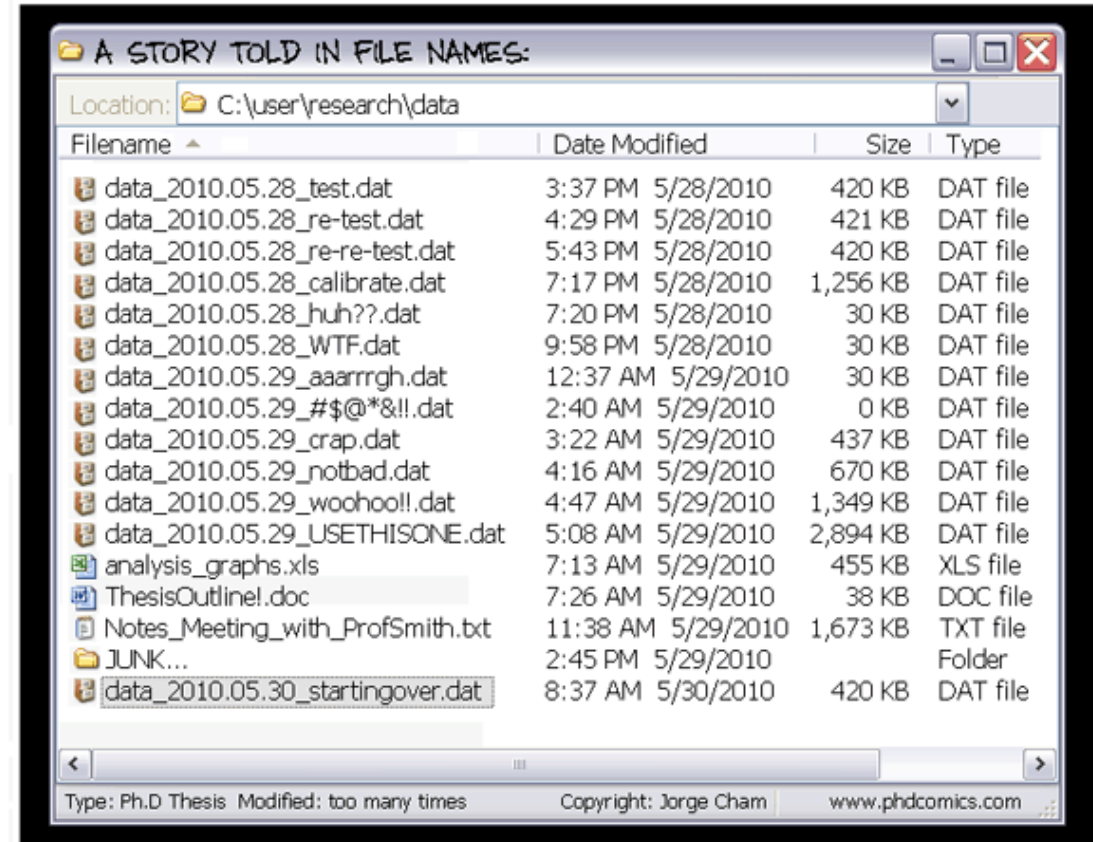 A STORY TOLD IN FILE NAMES:
Location: C:\user\research\data
Filename Date Modified Size Type
data_2010.05.28_test.dat 3:37 PM 5/28/2010 420 KB DAT file
data_2010.05.28_re-test.dat 4:29 PM 5/28/2010 421 KB DAT file
data_2010.05.28_re-re-test.dat 5:43 PM 5/28/2010 420 KB DAT file
data_2010.05.28_calibrate.dat 7:17 PM 5/28/2010 1,256 KB DAT file
data_2010.05.28_huh??.dat 7:20 PM 5/28/2010 30 KB DAT file
data_2010.05.28_WTF.dat 9:58 PM 5/28/2010 30 KB DAT file
data_2010.05.29_aaarrrgh.dat 12:37 AM 5/29/2010 30 KB DAT file
data_2010.05.29_#$@*&!!.dat 2:40 AM 5/29/2010 0 KB DAT file
data_2010.05.29_crap.dat 3:22 AM 5/29/2010 437 KB DAT file
data_2010.05.29_notbad.dat 4:16 AM 5/29/2010 670 KB DAT file
data_2010.05.29_woohoo!!.dat 4:47 AM 5/29/2010 1,349 KB DAT file
data_2010.05.29_USETHISONE.dat 5:08 AM 5/29/2010 2,894 KB DAT file
analysis_graphs.xls 7:13 AM 5/29/2010 455 KB XLS file
ThesisOutline!.doc 7:26 AM 5/29/2010 38 KB DOC file
Notes_Meeting_with_ProfSmith.txt 11:38 AM 5/29/2010 1,673 KB TXT file
JUNK... 2:45 PM 5/29/2010 Folder
data_2010.05.30_startingover.dat 8:37 AM 5/30/2010 420 KB DAT file
Type: Ph.D Thesis Modified: too many times Copyright: Jorge Cham www.phdcomics.com